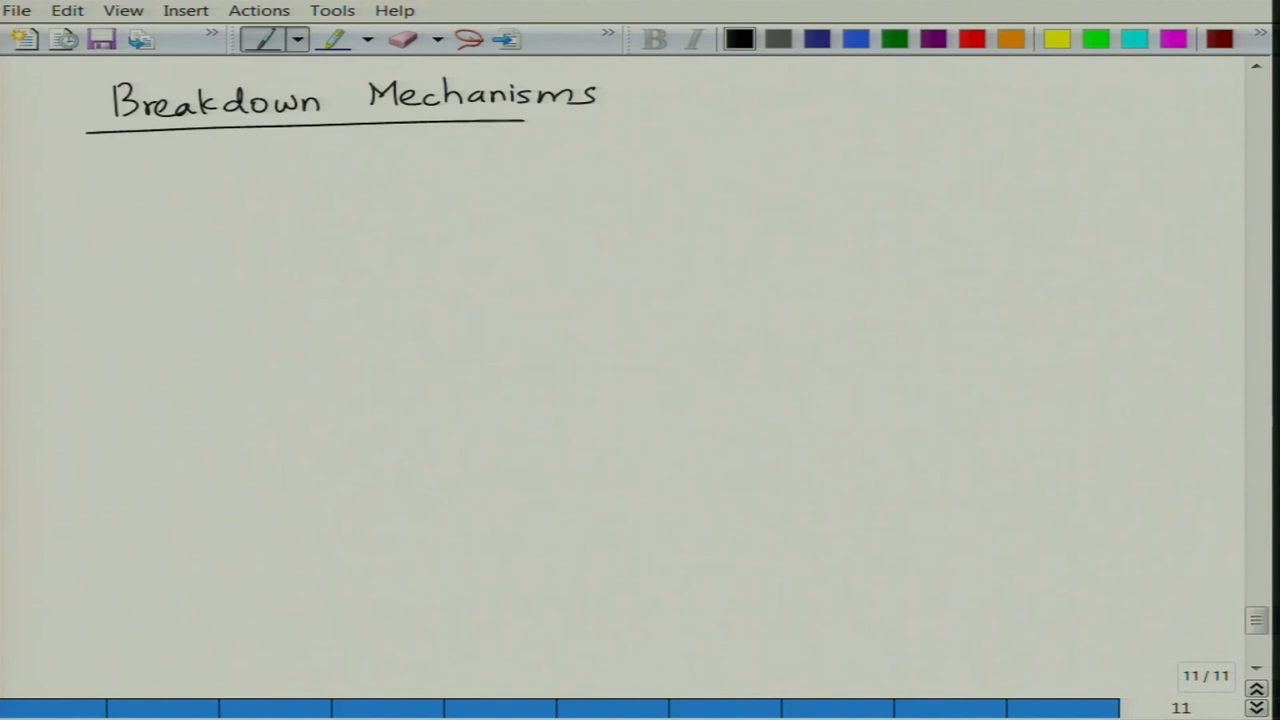 File Edit View Insert Actions Tools Help
B I
Breakdown Mechanisms
11 / 11
11